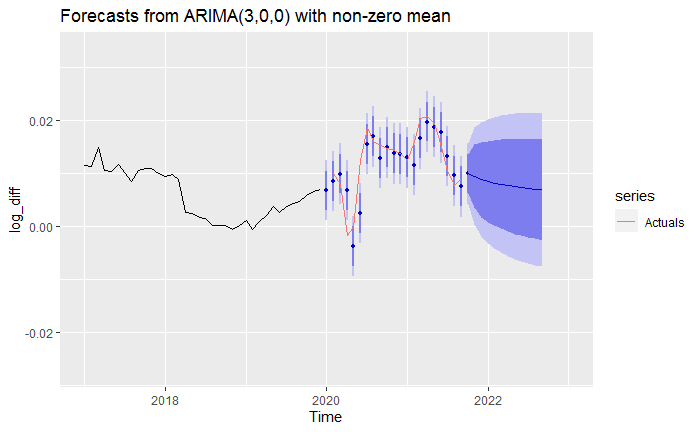 Forecasts from ARIMA(3,0,0) with non-zero mean
0.02
0.00
-0.02
log_diff
2018
2020
2022
Time
series
Actuals